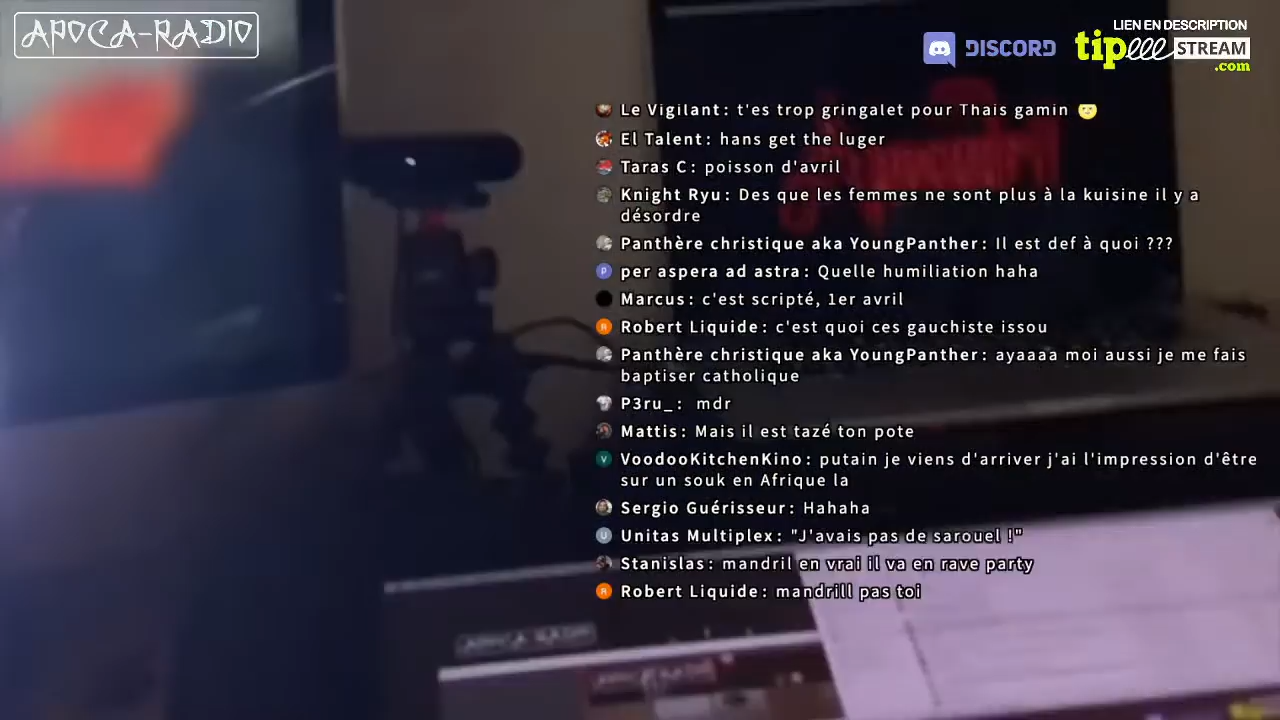 APOCA-RADIO
LIEN EN DESCRIPTION
DISCORD
tipeee STREAM
.com
Le Vigilant: t'es trop gringalet pour Thais gamin
El Talent: hans get the luger
Taras C: poisson d'avril
Knight Ryu: Des que les femmes ne sont plus à la kuisine il y a
désordre
Panthère christique aka YoungPanther: Il est def à quoi ???
per aspera ad astra: Quelle humiliation haha
Marcus: c'est scripté, 1er avril
Robert Liquide: c'est quoi ces gauchiste issou
Panthère christique aka YoungPanther: ayaaaa moi aussi je me fais
baptiser catholique
P3ru_: mdr
Mattis: Mais il est tazé ton pote
VoodooKitchenKino: putain je viens d'arriver j'ai l'impression d'être
sur un souk en Afrique la
Sergio Guérisseur: Hahaha
Unitas Multiplex: "J'avais pas de sarouel !"
Stanislas: mandril en vrai il va en rave party
Robert Liquide: mandrill pas toi
APOCA-RADIO
APOCA-RADIO